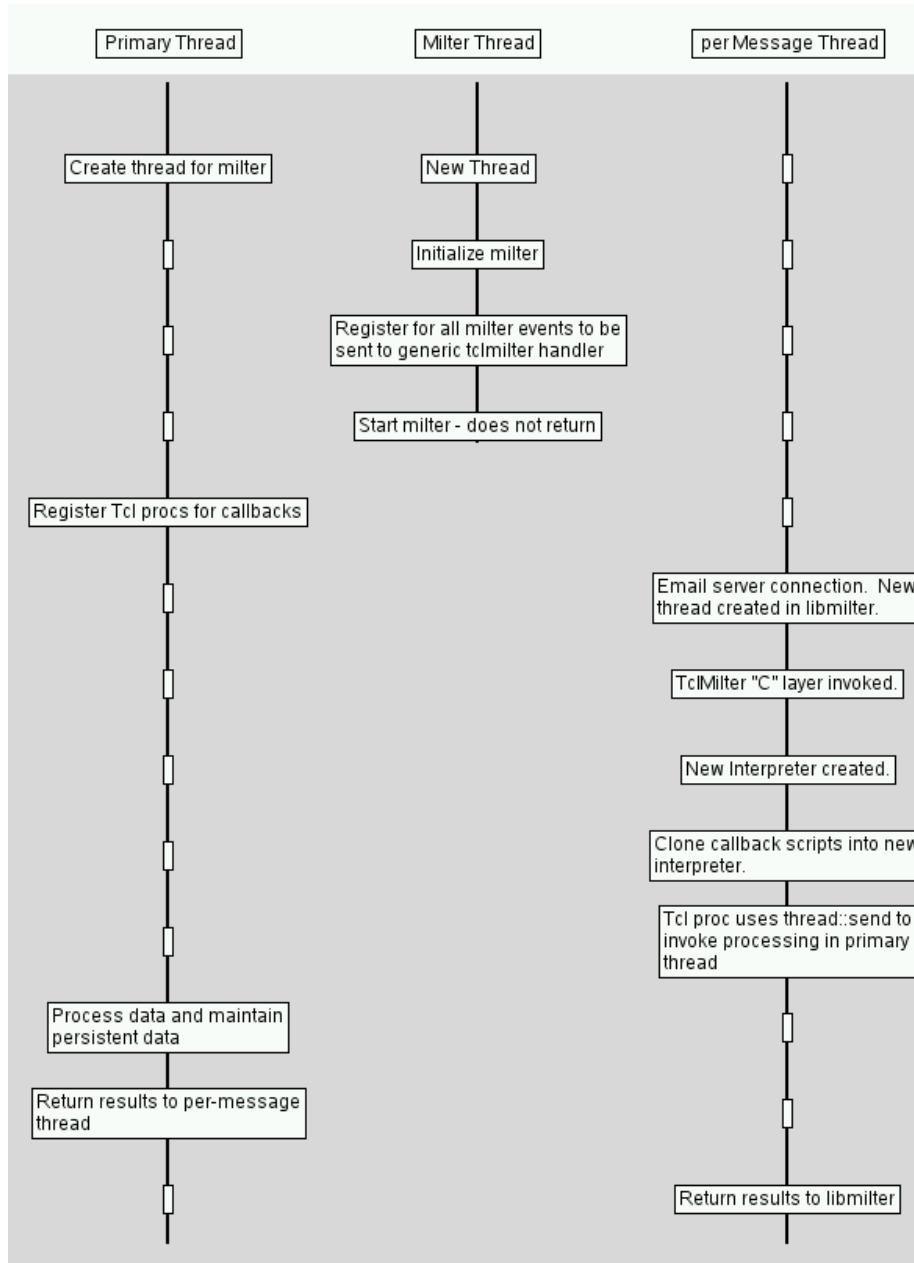 Primary Thread
Milter Thread
per Message Thread
Create thread for milter
New Thread
Initialize milter
Register for all milter events to be
sent to generic tclmilter handler
Start milter - does not return
Register Tcl procs for callbacks
Email server connection.  New
thread created in libmilter.
TclMilter "C" layer invoked.
New Interpreter created.
Clone callback scripts into new
interpreter.
Tcl proc uses thread::send to
invoke processing in primary
thread
Process data and maintain
persistent data
Return results to per-message
thread
Return results to libmilter